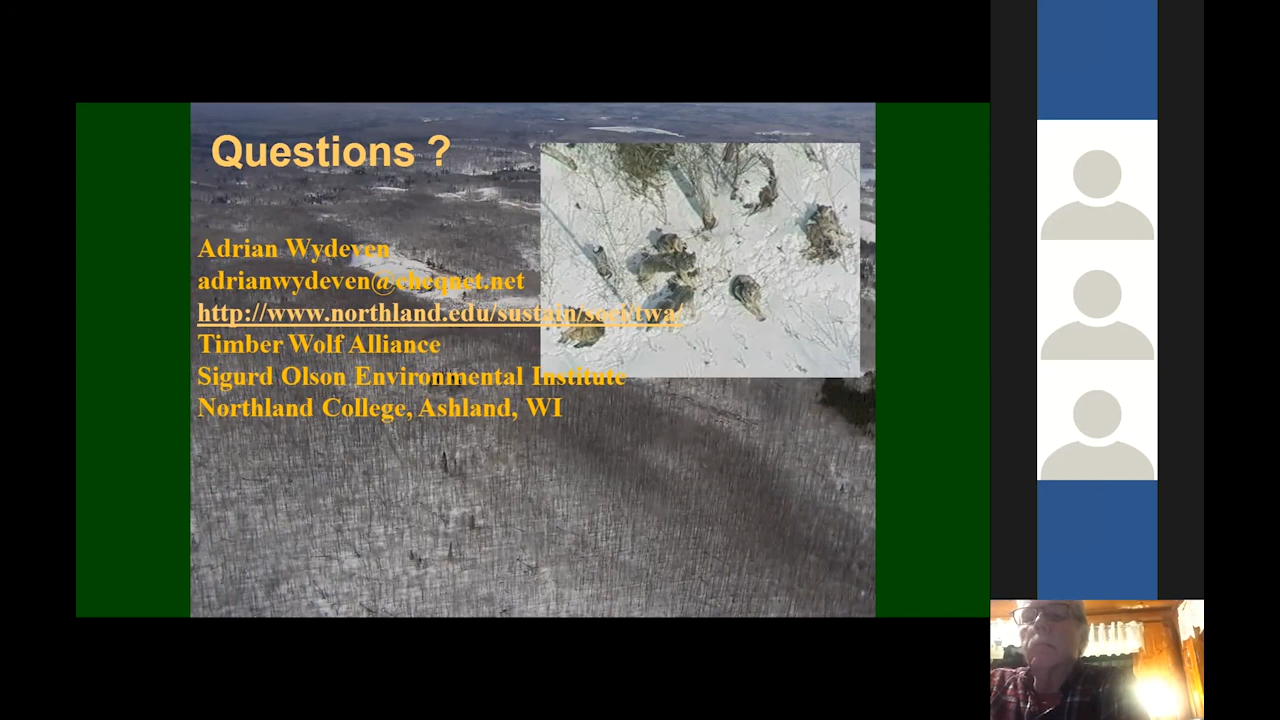 Questions ?
Adrian Wydeven
adrianwydeven@cheqnet.net
http://www.northland.edu/sustain/soei/twa/
Timber Wolf Alliance
Sigurd Olson Environmental Institute
Northland College, Ashland, WI